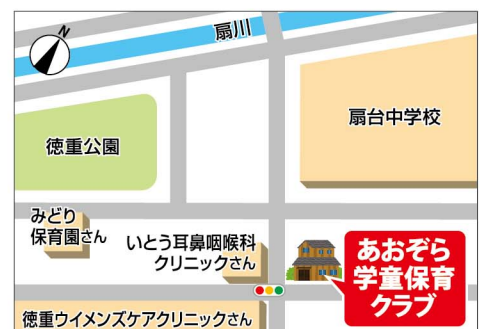 N
扇川
扇台中学校
徳重公園
みどり
保育園さん
いとう耳鼻咽喉科
クリニックさん
あおぞら
学童保育
クラブ
徳重ウイメンズケアクリニックさん